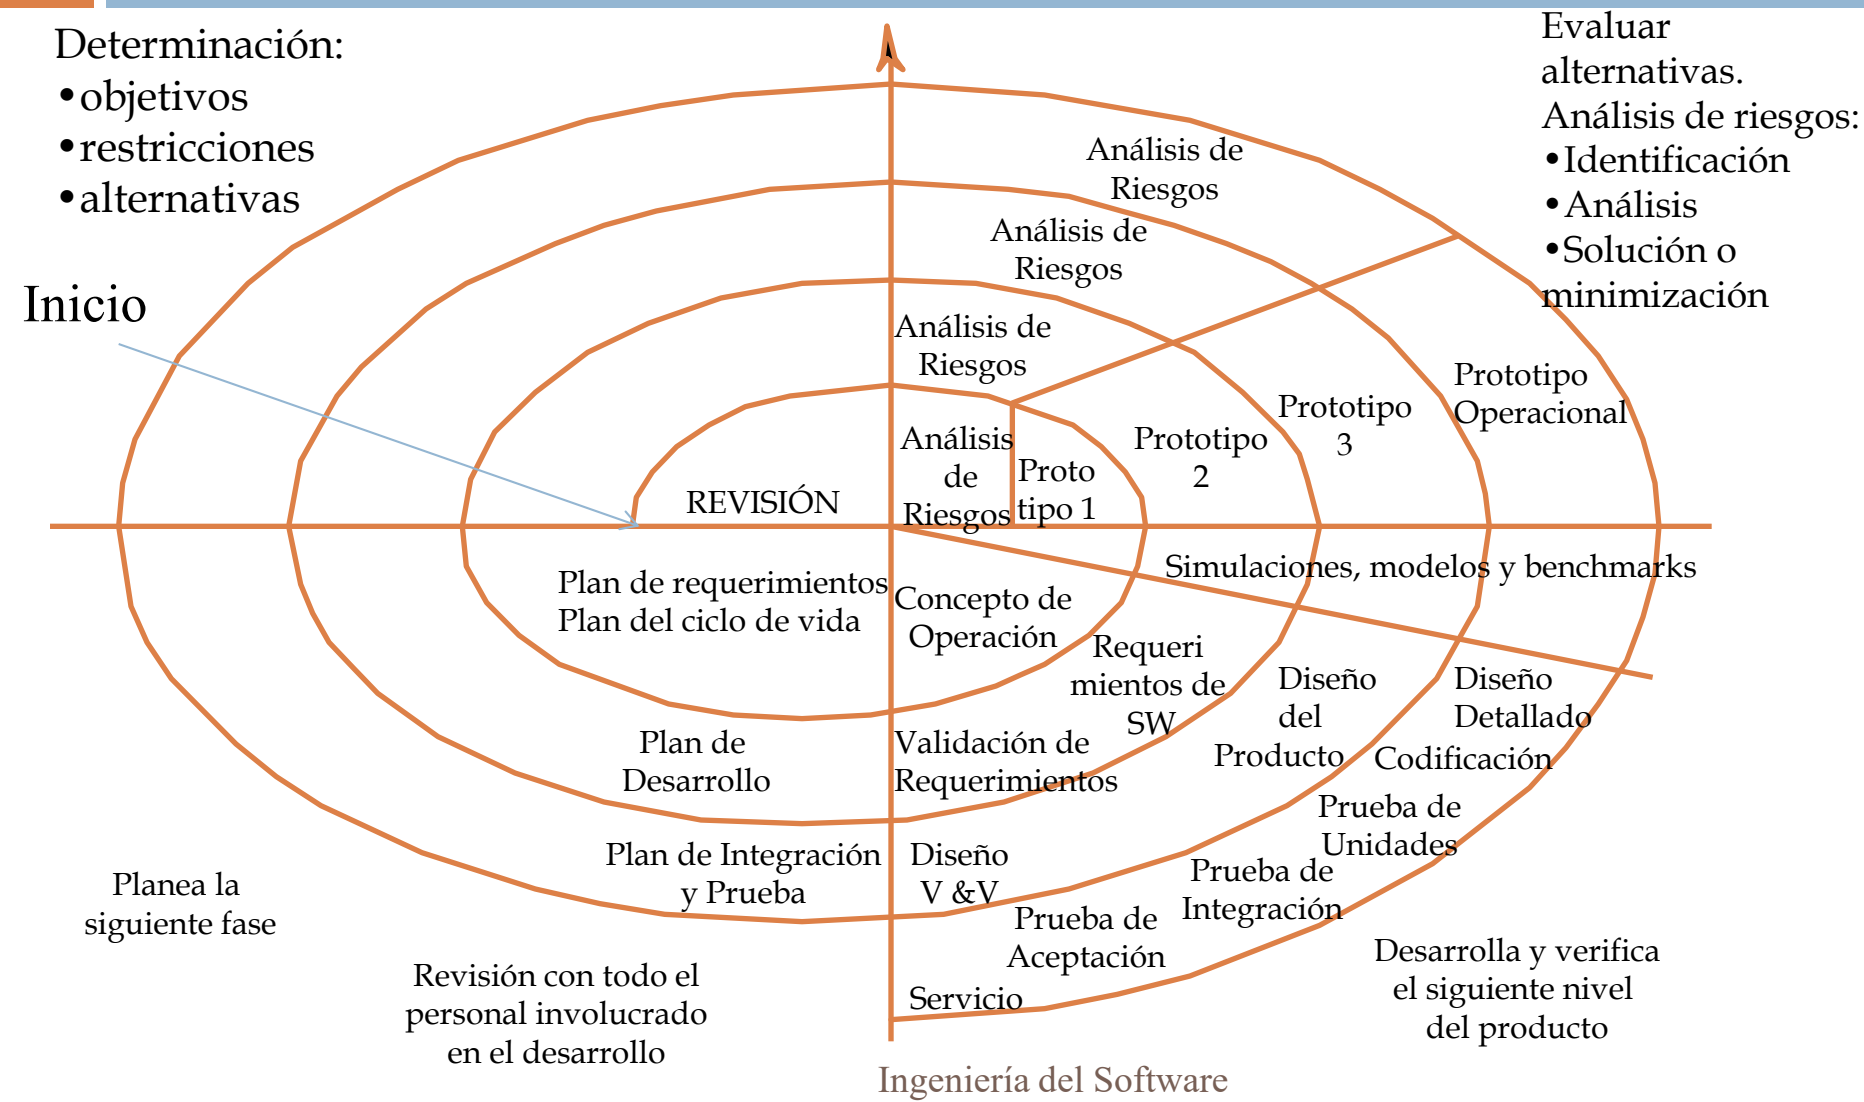 Determinación:
•objetivos
•restricciones
•alternativas
Evaluar
alternativas.
Análisis de riesgos:
•Identificación
•Análisis
•Solución o
minimización
Inicio
Análisis de
Riesgos
Análisis de
Riesgos
Análisis de
Riesgos
Análisis
de
Riesgos
Proto
tipo 1
Prototipo
2
Prototipo
3
Prototipo
Operacional
REVISIÓN
Simulaciones, modelos y benchmarks
Plan de requerimientos
Plan del ciclo de vida
Concepto de
Operación
Requeri
mientos de
SW
Diseño
del
Producto
Diseño
Detallado
Plan de
Desarrollo
Validación de
Requerimientos
Codificación
Prueba de
Unidades
Plan de Integración
y Prueba
Diseño
V &V
Prueba de
Integración
Prueba de
Aceptación
Servicio
Planea la
siguiente fase
Revisión con todo el
personal involucrado
en el desarrollo
Desarrolla y verifica
el siguiente nivel
del producto
Ingeniería del Software